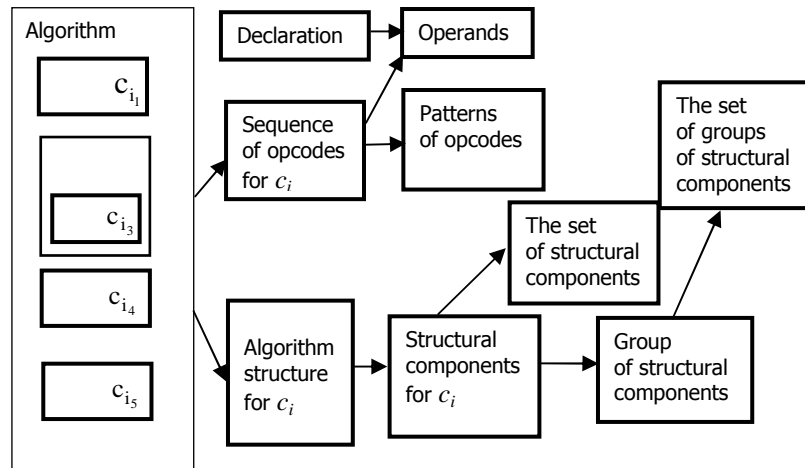 Algorithm
c_{i_1}
c_{i_3}
c_{i_4}
c_{i_5}
Declaration
Operands
Sequence
of opcodes
for c_i
Patterns
of opcodes
The set
of groups
of structural
components
The set
of structural
components
Algorithm
structure
for c_i
Structural
components
for c_i
Group
of structural
components